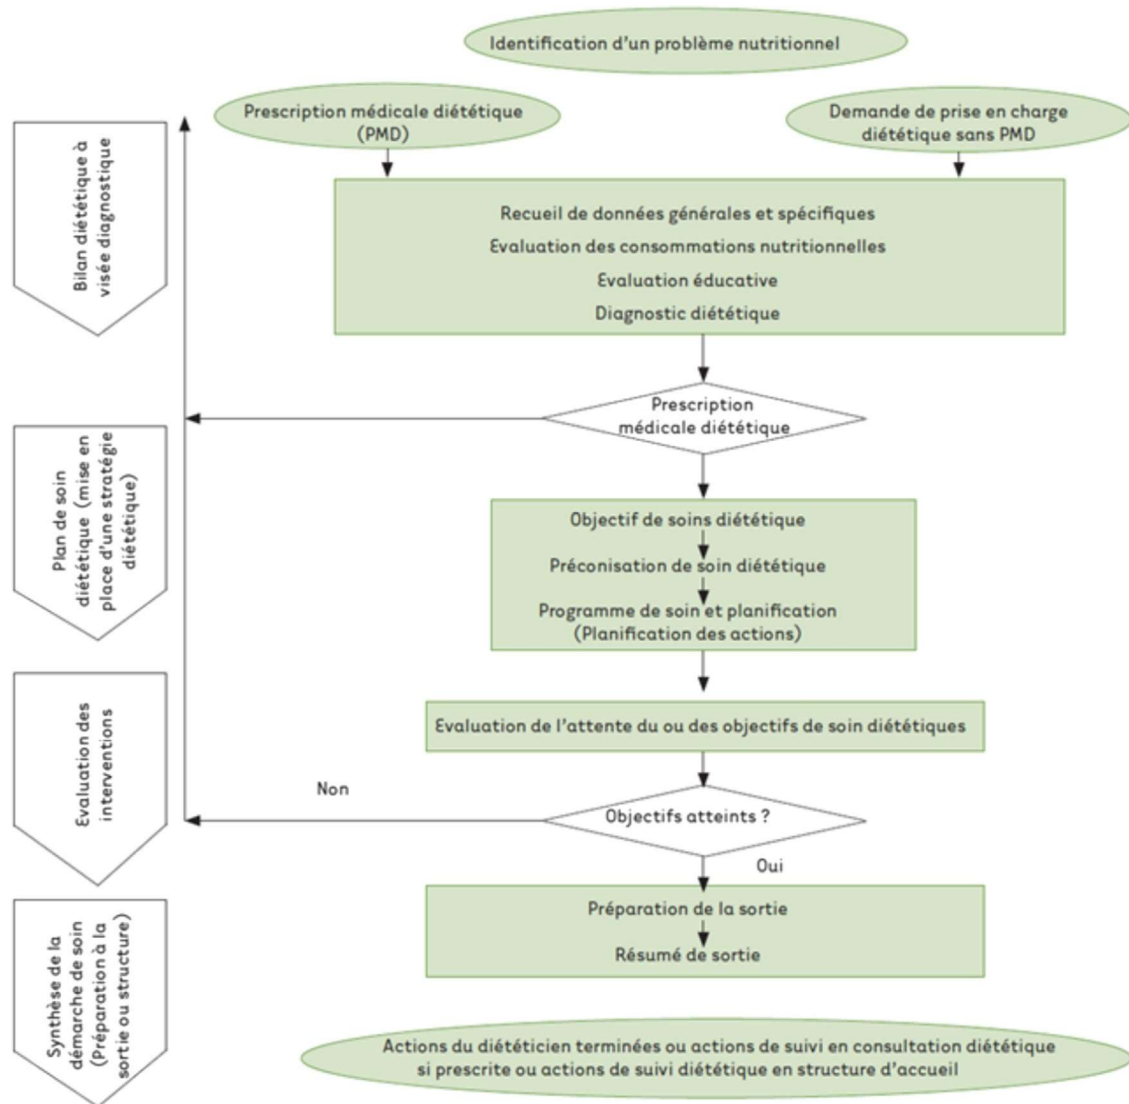 Identification d'un problème nutritionnel
Prescription médicale diététique
(PMD)
Demande de prise en charge
diététique sans PMD
Bilan diététique à
visée diagnostique
Recueil de données générales et spécifiques
Evaluation des consommations nutritionnelles
Evaluation éducative
Diagnostic diététique
Prescription
médicale diététique
Plan de soin
diététique (mise en
place d'une stratégie
diététique)
Objectif de soins diététique
Préconisation de soin diététique
Programme de soin et planification
(Planification des actions)
Evaluation des
interventions
Evaluation de l'attente du ou des objectifs de soin diététiques
Non
Objectifs atteints ?
Oui
Synthèse de la
démarche de soin
(Préparation à la
sortie ou structure)
Préparation de la sortie
Résumé de sortie
Actions du diététicien terminées ou actions de suivi en consultation diététique
si prescrite ou actions de suivi diététique en structure d'accueil